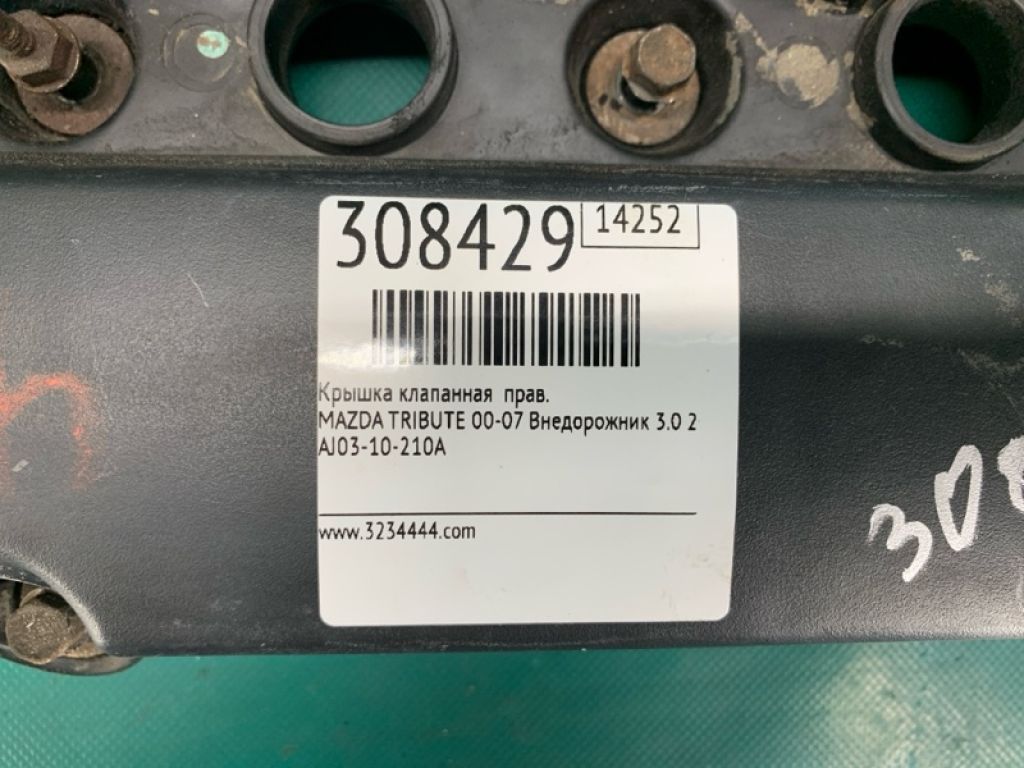 308429 14252
Крышка клапанная прав.
MAZDA TRIBUTE 00-07 Внедорожник 3.0 2
AJ03-10-210A
www.3234444.com
308